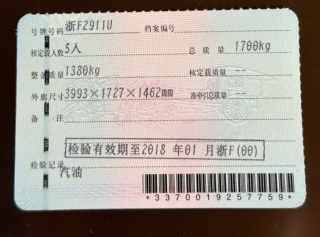 号牌号码 浙F2911U 档案编号
核定载人数 5人 总质量 1700kg
整备质量 1380kg 核定载质量 --
外廓尺寸 3993×1727×1462mm 准牵引总质量 --
备注
检验有效期至2018 年01 月浙F(00)
检验记录
汽油
*3370019257759*